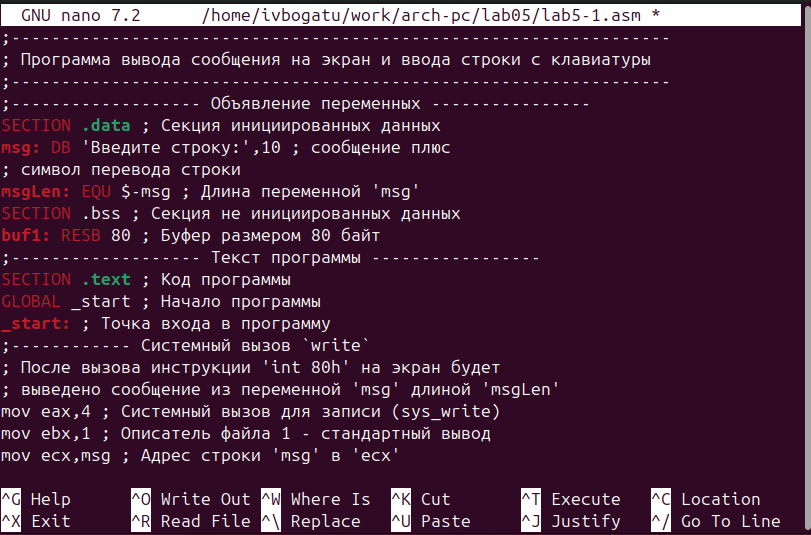 GNU nano 7.2 /home/ivbogatu/work/arch-pc/lab05/lab5-1.asm *
;------------------------------------------------------------------
; Программа вывода сообщения на экран и ввода строки с клавиатуры
;------------------------------------------------------------------
;------------------- Объявление переменных ----------------
SECTION .data ; Секция инициированных данных
msg: DB 'Введите строку:',10 ; сообщение плюс
; символ перевода строки
msgLen: EQU $-msg ; Длина переменной 'msg'
SECTION .bss ; Секция не инициированных данных
buf1: RESB 80 ; Буфер размером 80 байт
;------------------- Текст программы -----------------
SECTION .text ; Код программы
GLOBAL _start ; Начало программы
_start: ; Точка входа в программу
;------------ Системный вызов `write`
; После вызова инструкции 'int 80h' на экран будет
; выведено сообщение из переменной 'msg' длиной 'msgLen'
mov eax,4 ; Системный вызов для записи (sys_write)
mov ebx,1 ; Описатель файла 1 - стандартный вывод
mov ecx,msg ; Адрес строки 'msg' в 'ecx'
^G Help ^O Write Out ^W Where Is ^K Cut ^T Execute ^C Location
^X Exit ^R Read File ^\ Replace ^U Paste ^J Justify ^/ Go To Line